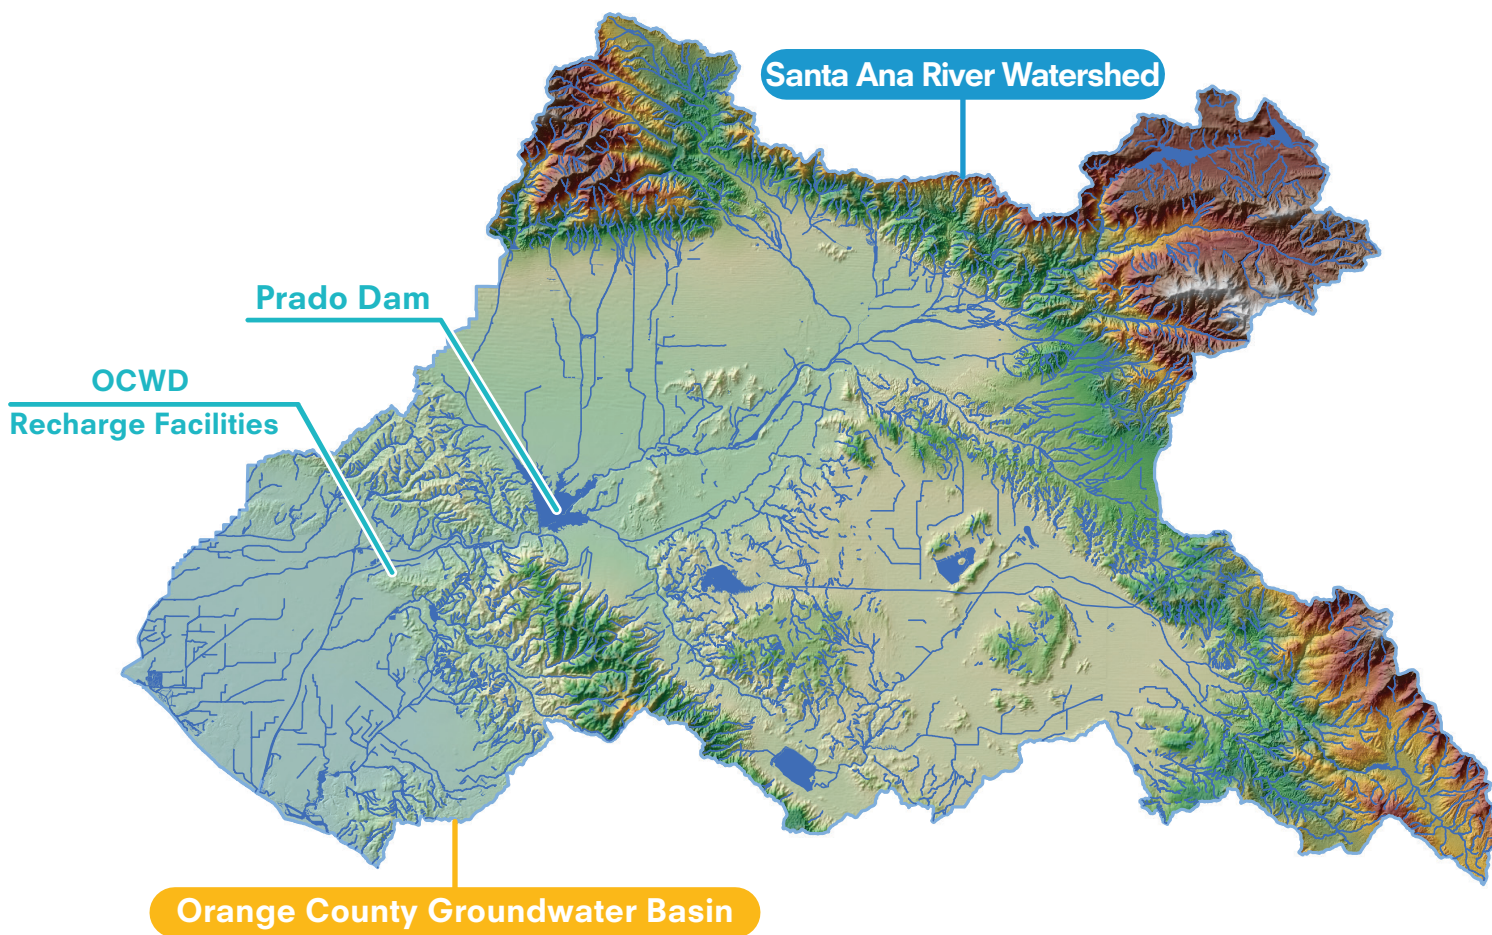 Santa Ana River Watershed
Prado Dam
OCWD
Recharge Facilities
Orange County Groundwater Basin